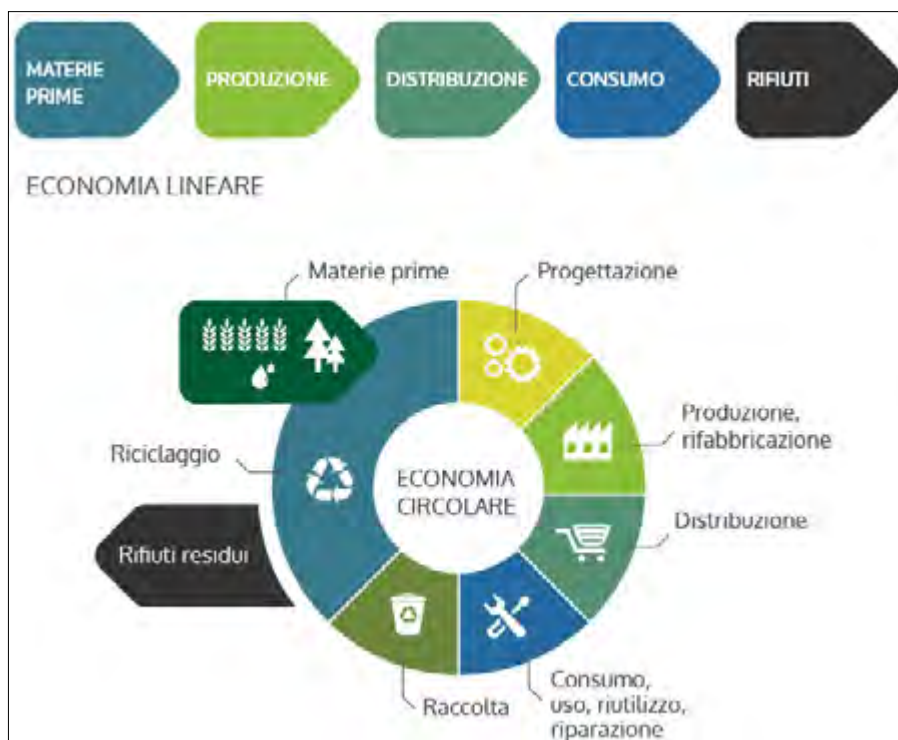 MATERIE
PRIME
PRODUZIONE
DISTRIBUZIONE
CONSUMO
RIFIUTI
ECONOMIA LINEARE
Materie prime
Progettazione
Produzione,
rifabbricazione
Riciclaggio
ECONOMIA
CIRCOLARE
Distribuzione
Rifiuti residui
Consumo,
uso, riutilizzo,
riparazione
Raccolta